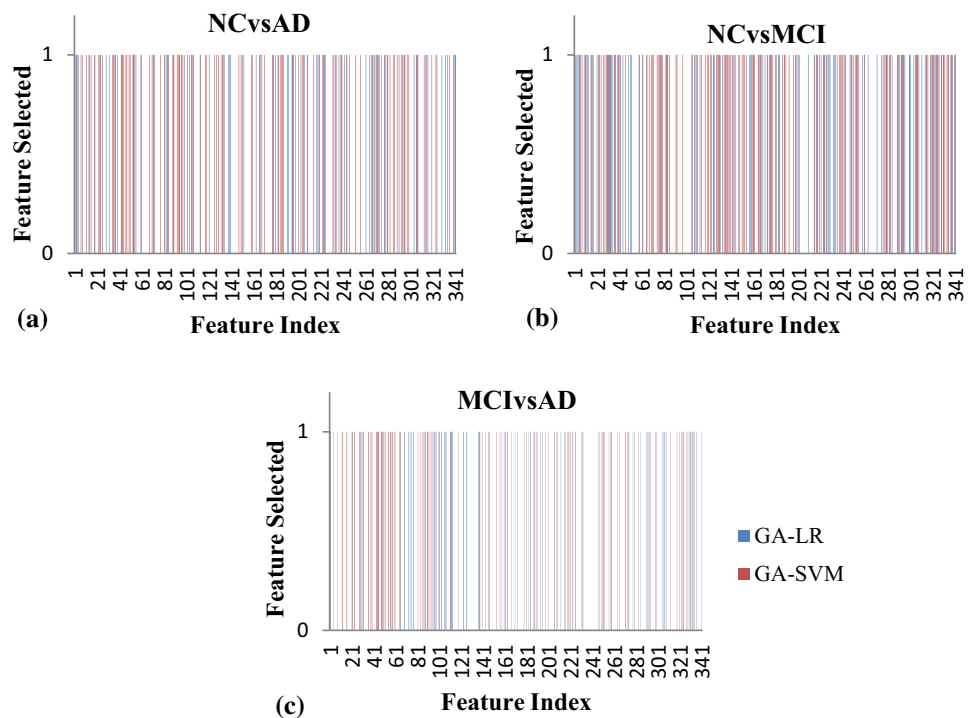 NCvsAD
Feature Selected
1
0
1 21 41 61 81 101 121 141 161 181 201 221 241 261 281 301 321 341
Feature Index
(a)
NCvsMCI
Feature Selected
1
0
1 21 41 61 81 101 121 141 161 181 201 221 241 261 281 301 321 341
Feature Index
(b)
MCIvsAD
Feature Selected
1
0
1 21 41 61 81 101 121 141 161 181 201 221 241 261 281 301 321 341
Feature Index
(c)
GA-LR
GA-SVM